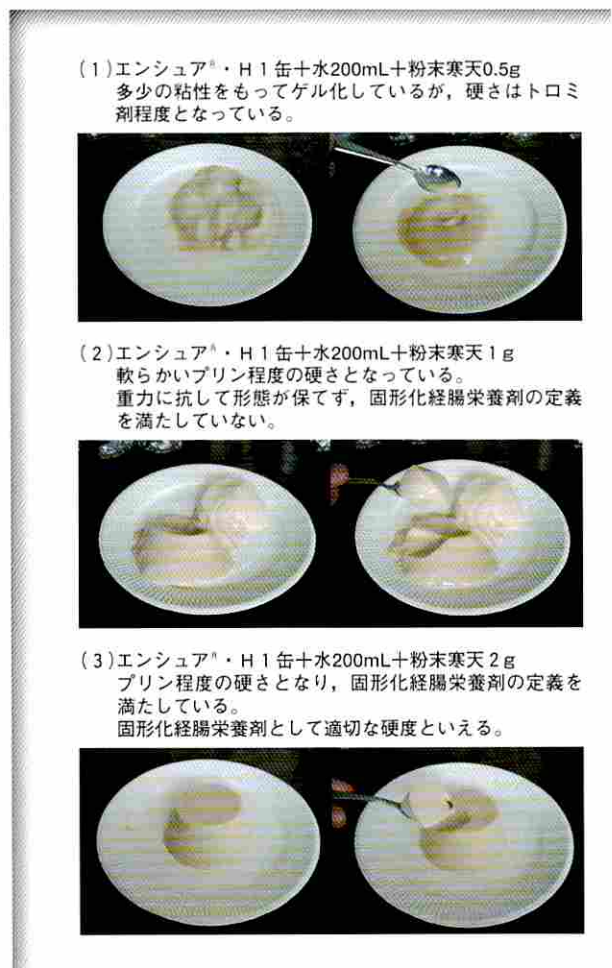 (1)エンシュア®・H 1缶＋水200mL＋粉末寒天0.5g
多少の粘性をもってゲル化しているが，硬さはトロミ
剤程度となっている。
(2)エンシュア®・H 1缶＋水200mL＋粉末寒天1g
軟らかいプリン程度の硬さとなっている。
重力に抗して形態が保てず，固形化経腸栄養剤の定義
を満たしていない。
(3)エンシュア®・H 1缶＋水200mL＋粉末寒天2g
プリン程度の硬さとなり，固形化経腸栄養剤の定義を
満たしている。
固形化経腸栄養剤として適切な硬度といえる。